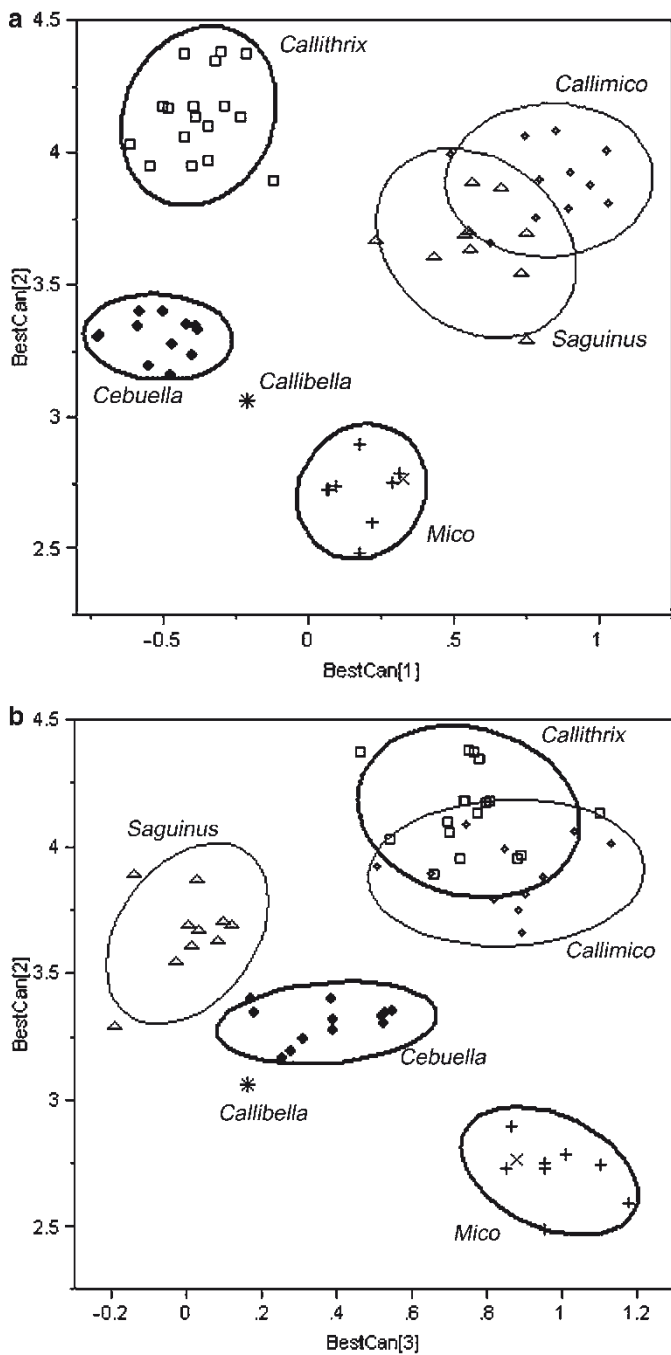 a
4.5
Callithrix
Callimico
4
BestCan[2]
3.5
Saguinus
Cebuella
Callibella
3
Mico
2.5
-0.5
0
.5
1
BestCan[1]
b
4.5
Callithrix
Saguinus
4
BestCan[2]
Callimico
3.5
Cebuella
3
Callibella
2.5
Mico
-0.2
0
.2
.4
.6
.8
1
1.2
BestCan[3]